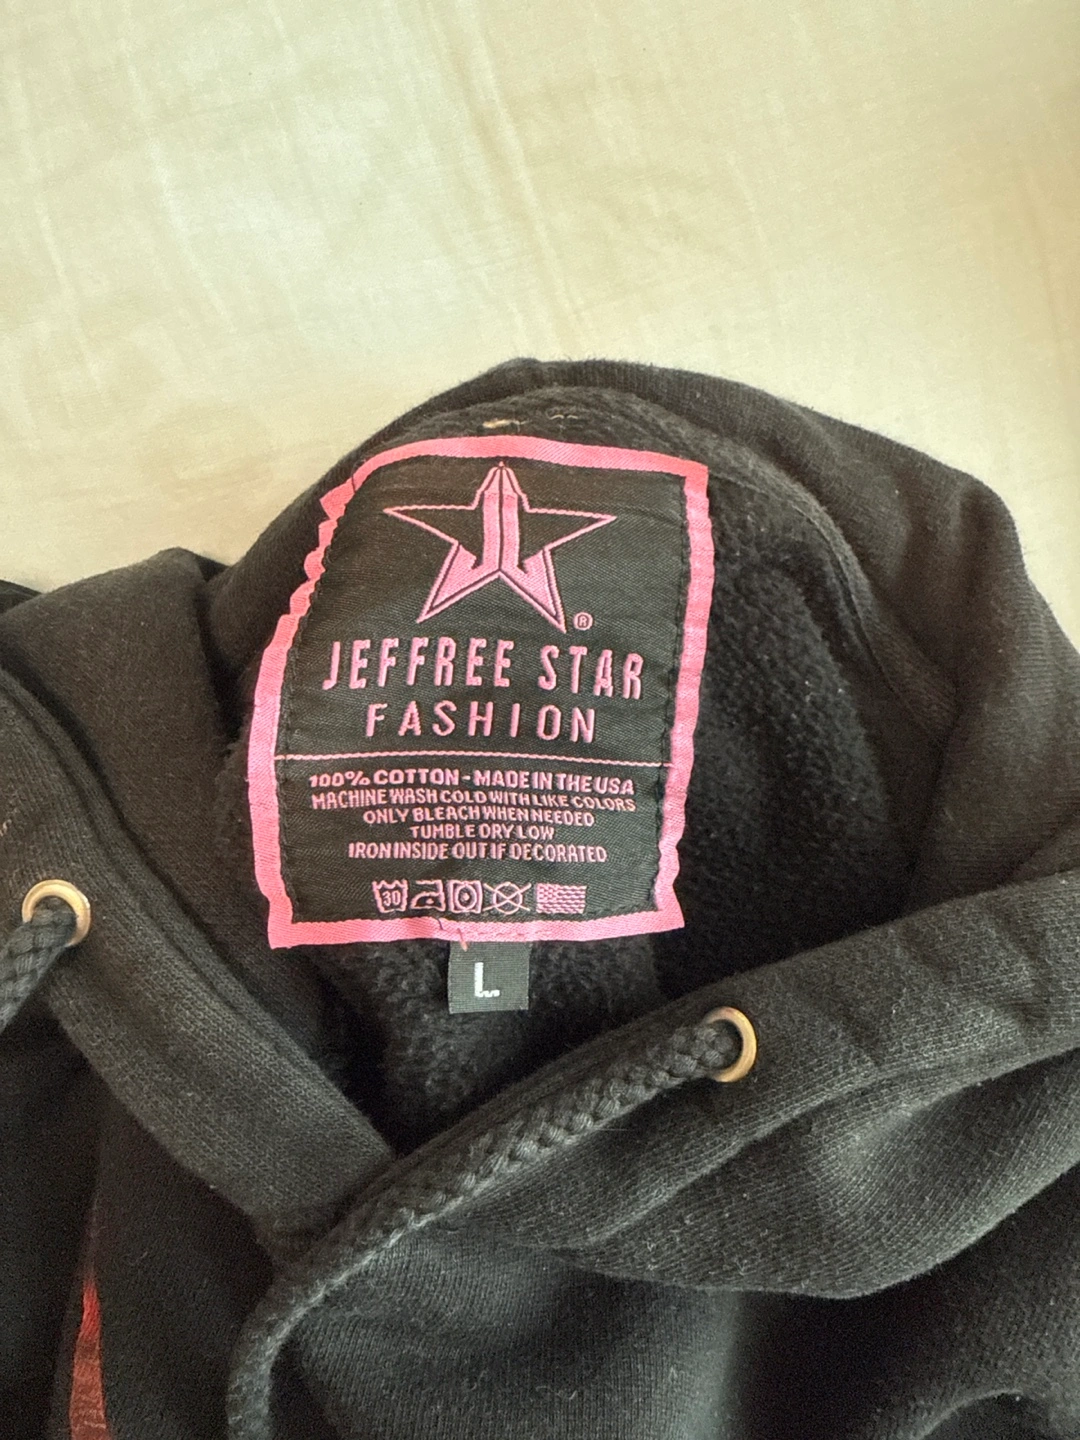 ®
JEFFREE STAR
FASHION
100% COTTON - MADE IN THE USA
MACHINE WASH COLD WITH LIKE COLORS
ONLY BLEACH WHEN NEEDED
TUMBLE DRY LOW
IRON INSIDE OUT IF DECORATED
30
L